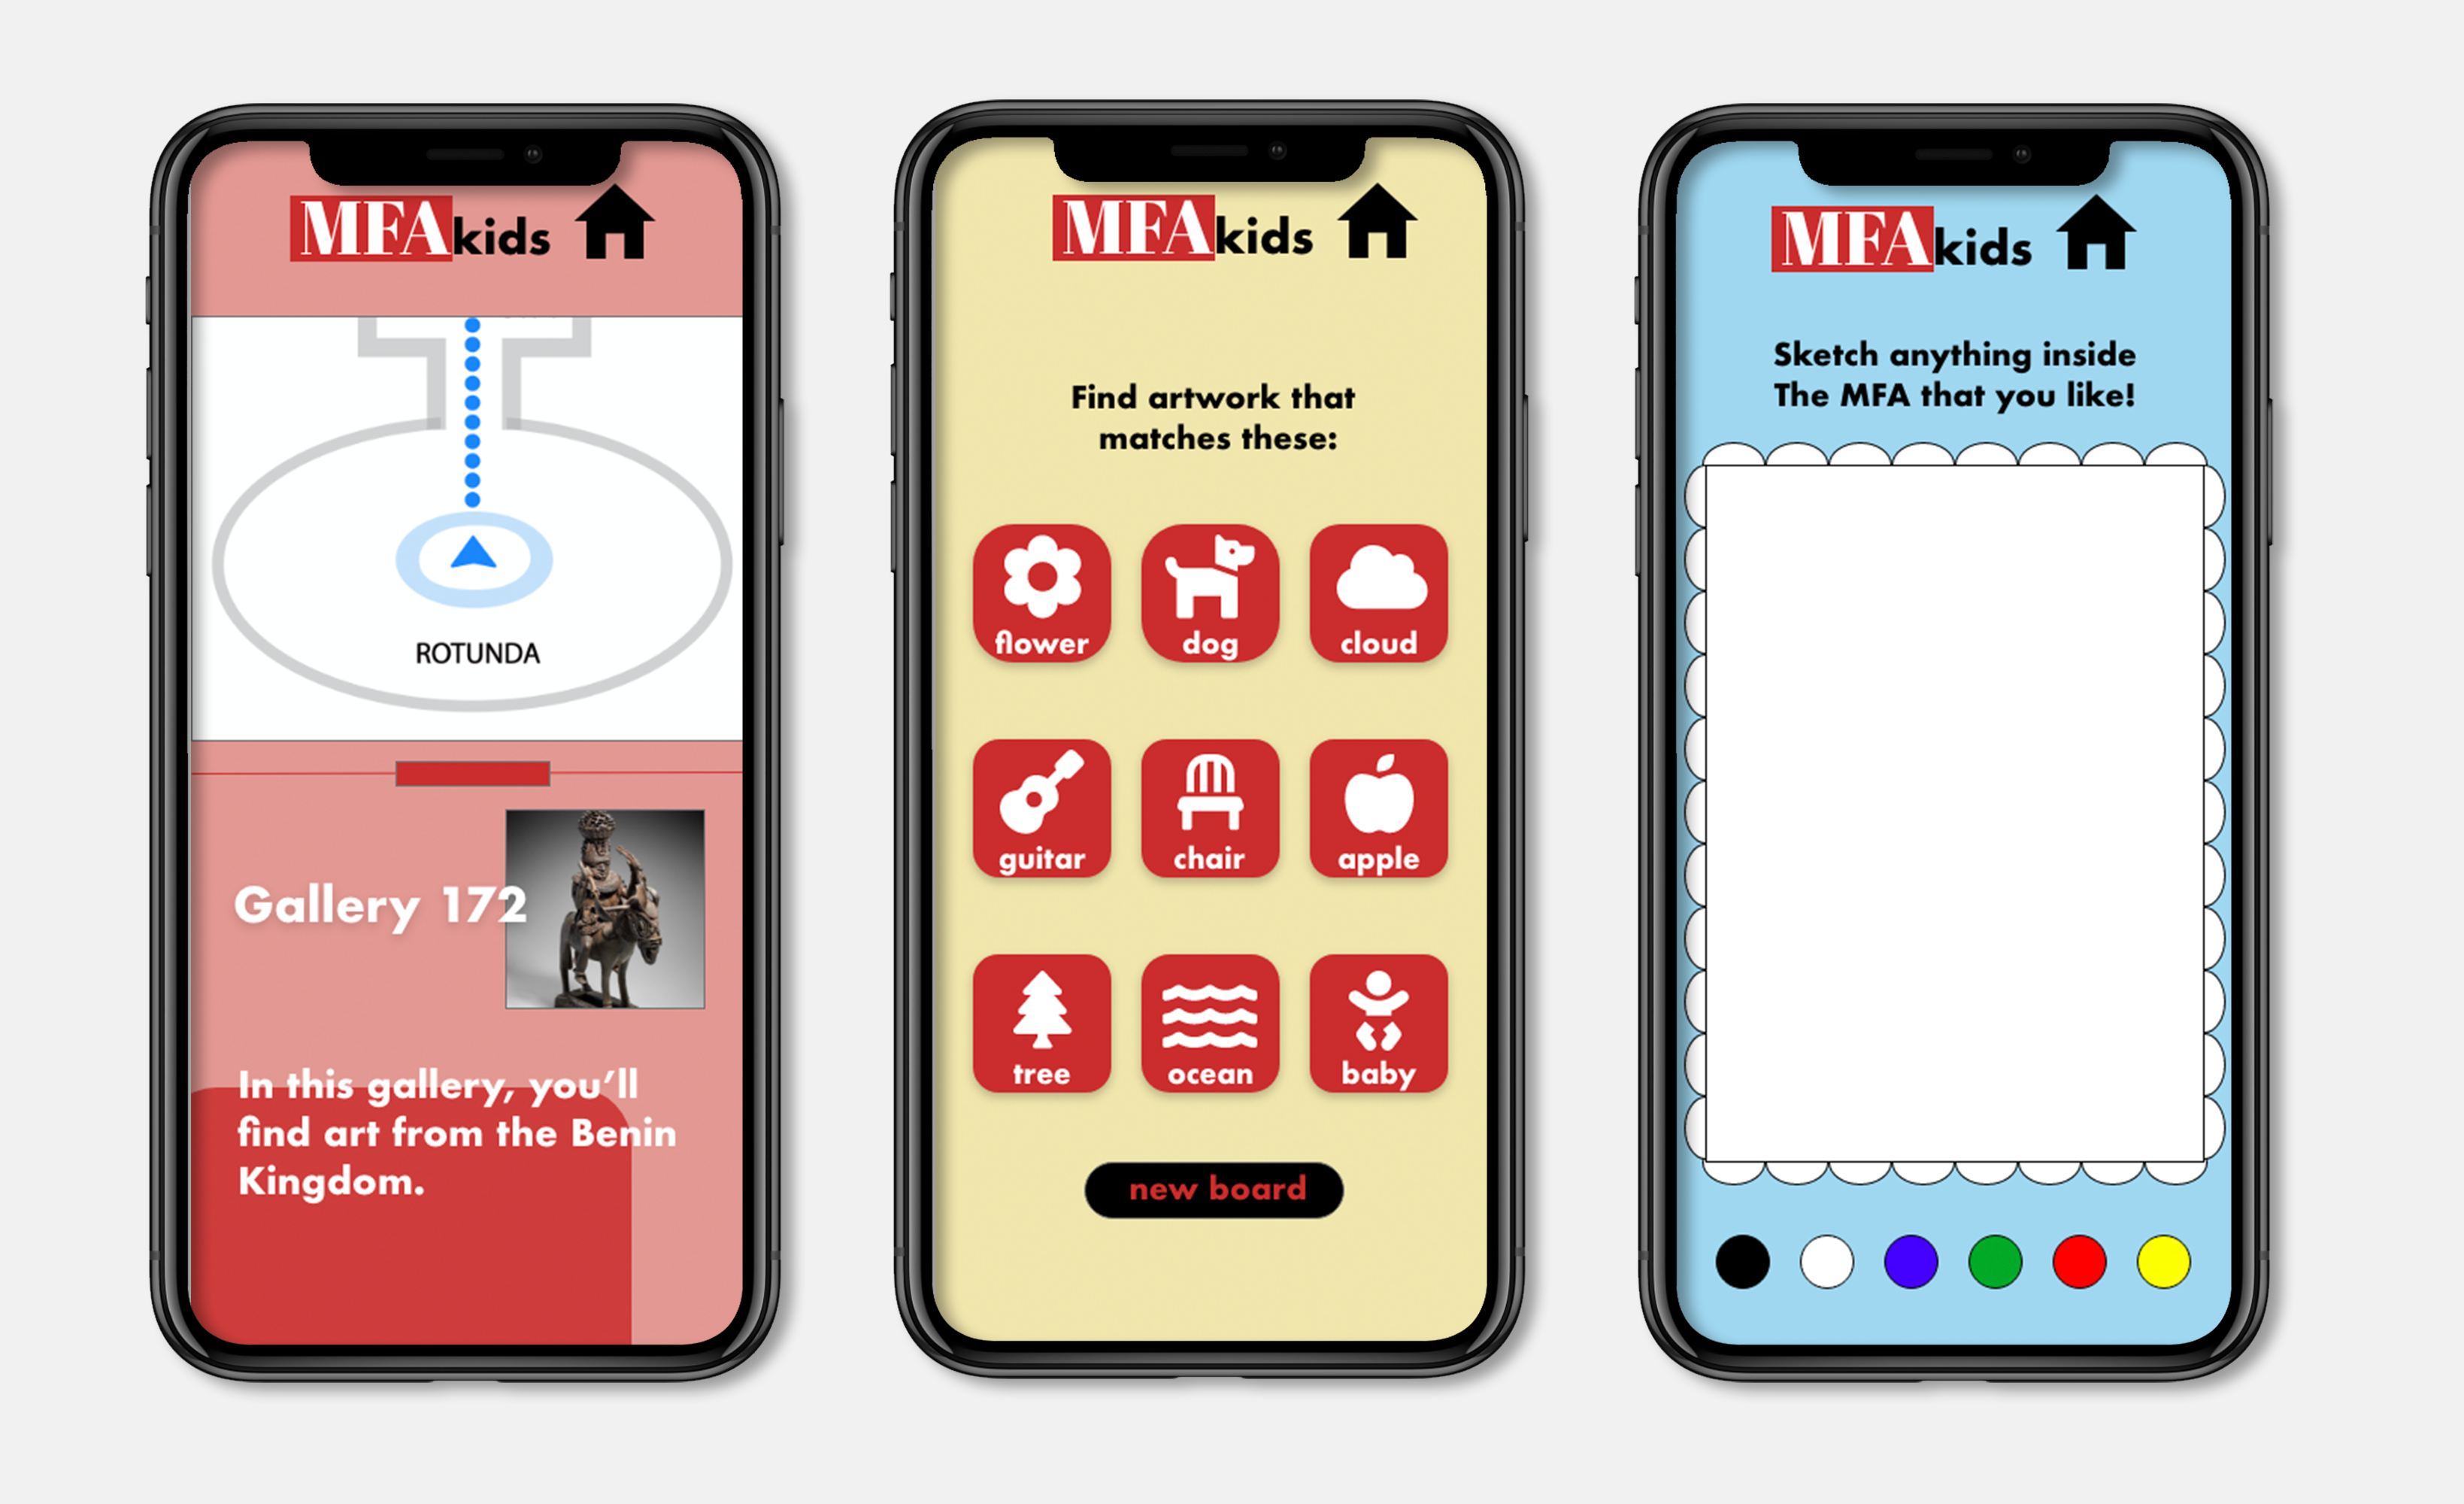 MFAkids
ROTUNDA
Gallery 172
In this gallery, you’ll
find art from the Benin
Kingdom.
MFAkids
Find artwork that
matches these:
flower dog cloud
guitar chair apple
tree ocean baby
new board
MFAkids
Sketch anything inside
The MFA that you like!